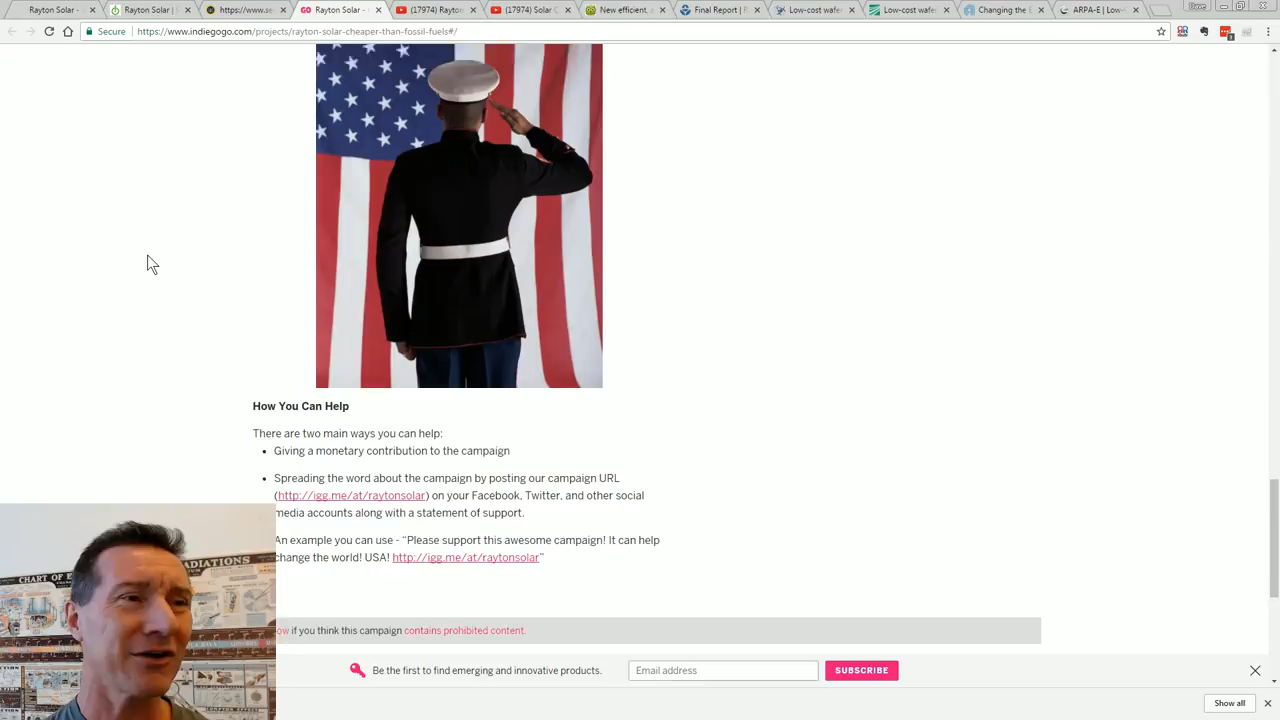 Rayton Solar -
Rayton Solar |
https://www.se
Rayton Solar -
(17974) Rayton
(17974) Solar C
New efficient, a
Final Report | F
Low-cost wafe
Low-cost wafe
Changing the E
ARPA-E | Low-
Secure
https://www.indiegogo.com/projects/rayton-solar-cheaper-than-fossil-fuels#/
How You Can Help
There are two main ways you can help:
Giving a monetary contribution to the campaign
Spreading the word about the campaign by posting our campaign URL
(http://igg.me/at/raytonsolar) on your Facebook, Twitter, and other social
media accounts along with a statement of support.
An example you can use - “Please support this awesome campaign! It can help
change the world! USA! http://igg.me/at/raytonsolar”
ow if you think this campaign contains prohibited content.
Be the first to find emerging and innovative products.
Email address
SUBSCRIBE
Show all
CHART OF E
RADIATIONS